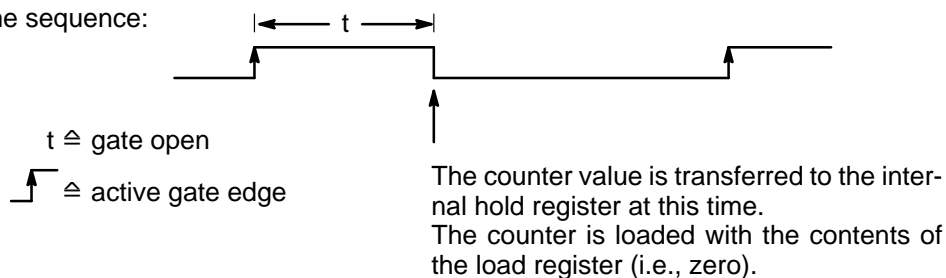 ne sequence:
t
t ≙ gate open
≙ active gate edge
The counter value is transferred to the inter-
nal hold register at this time.
The counter is loaded with the contents of
the load register (i.e., zero).